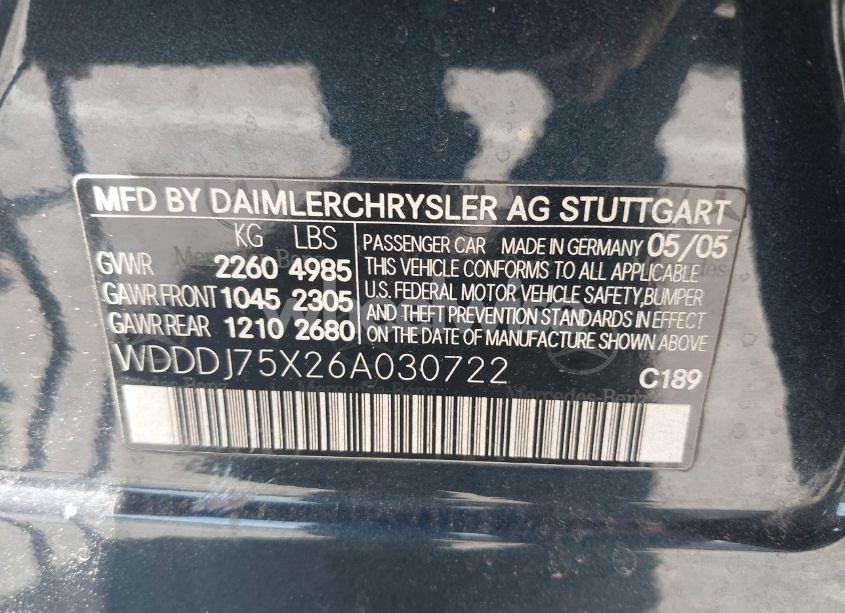 MFD BY DAIMLERCHRYSLER AG STUTTGART
KG LBS
GVWR 2260 4985
GAWR FRONT 1045 2305
GAWR REAR 1210 2680
PASSENGER CAR MADE IN GERMANY 05/05
THIS VEHICLE CONFORMS TO ALL APPLICABLE
U.S. FEDERAL MOTOR VEHICLE SAFETY, BUMPER
AND THEFT PREVENTION STANDARDS IN EFFECT
ON THE DATE OF MANUFACTURE SHOWN ABOVE
WDDDJ75X26A030722
C189
Mercedes-Benz